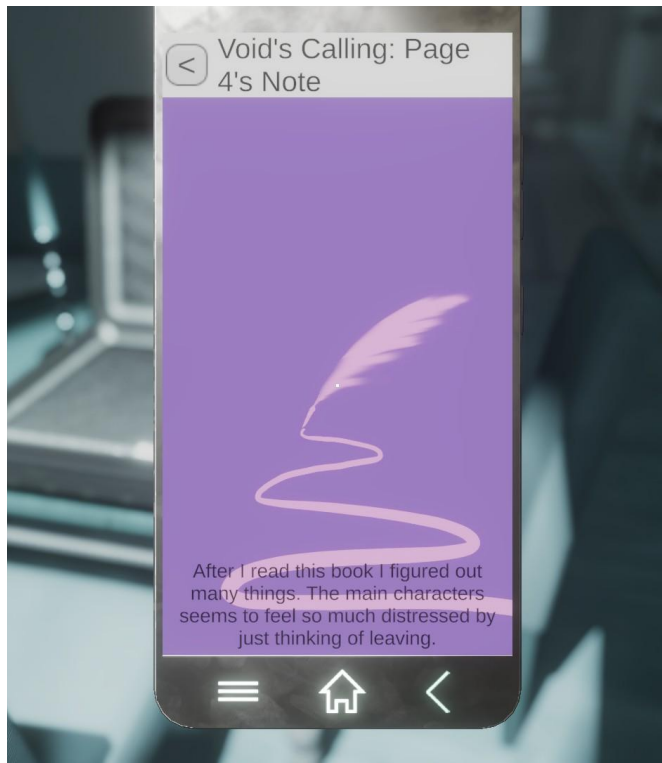 <
Void's Calling: Page
4's Note
After I read this book I figured out
many things. The main characters
seems to feel so much distressed by
just thinking of leaving.